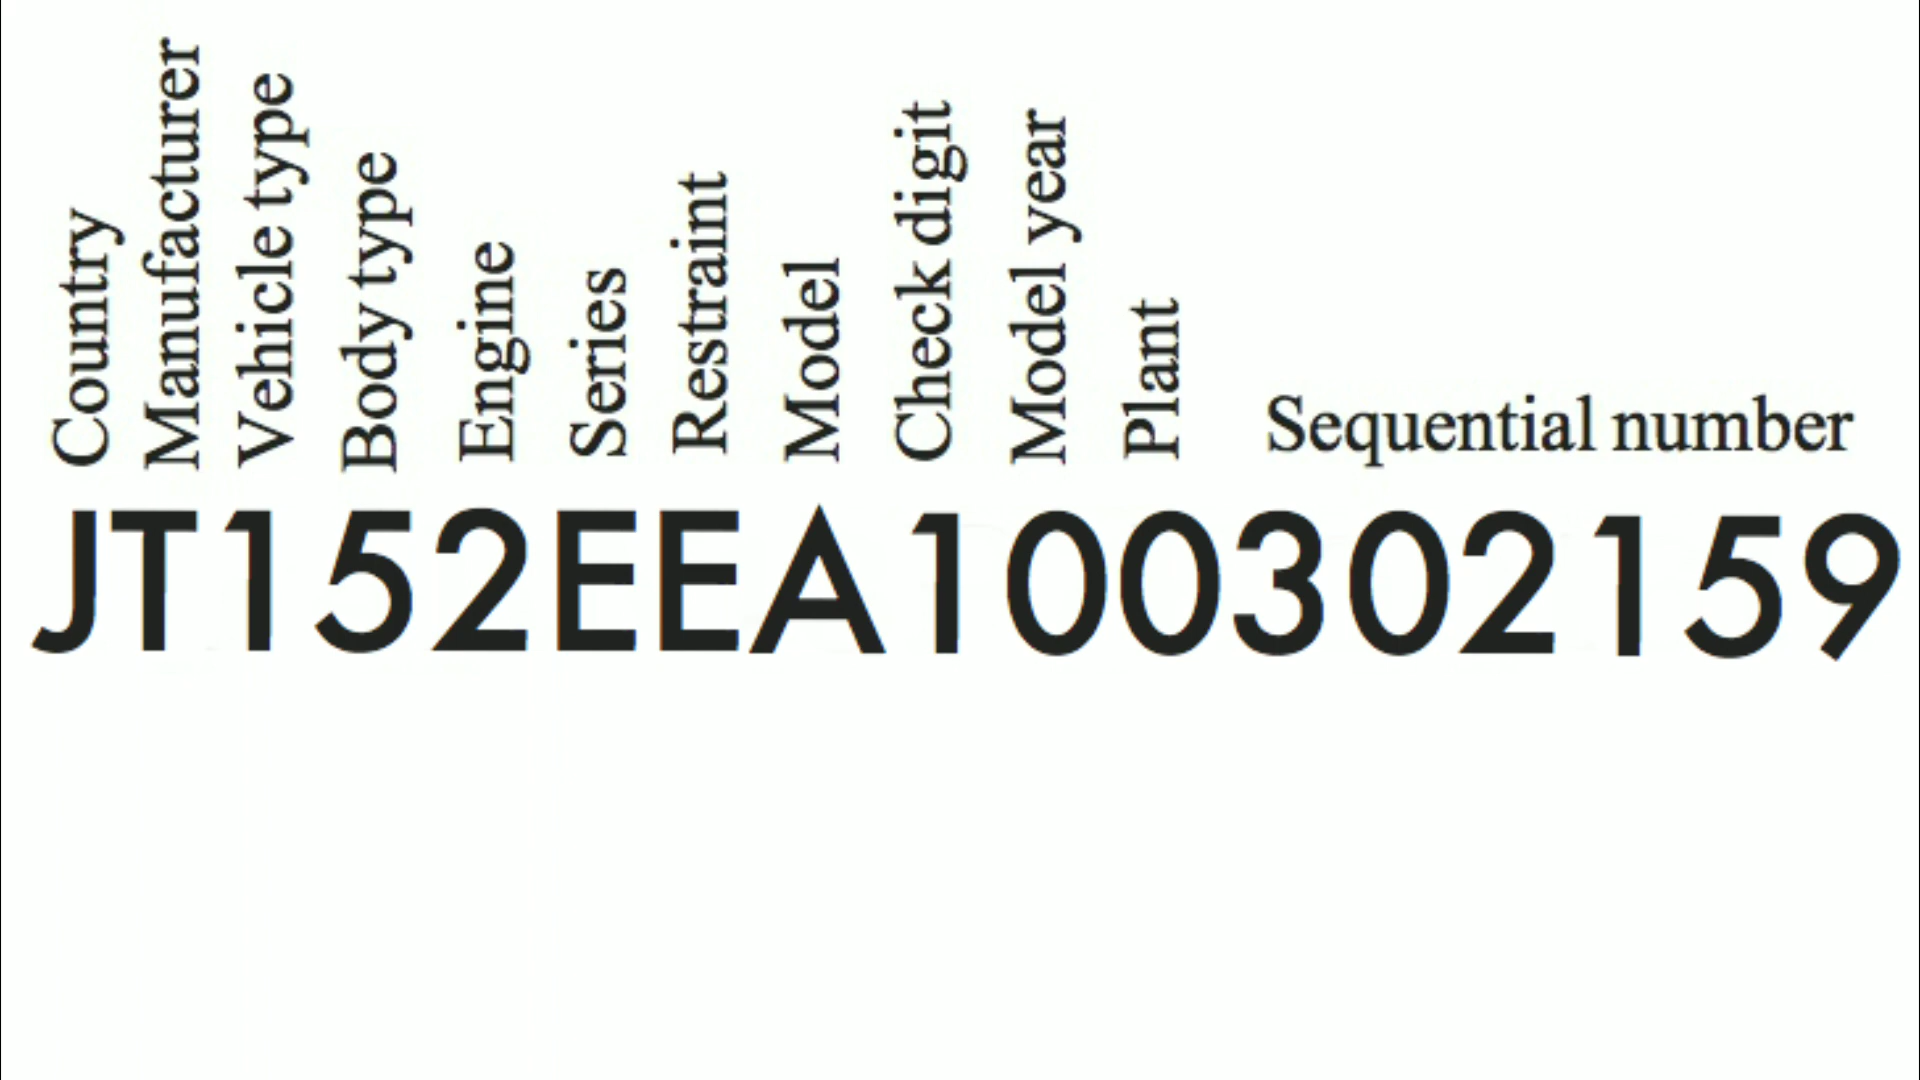 Country
Manufacturer
Vehicle type
Body type
Engine
Series
Restraint
Model
Check digit
Model year
Plant
Sequential number
JT152EEA100302159